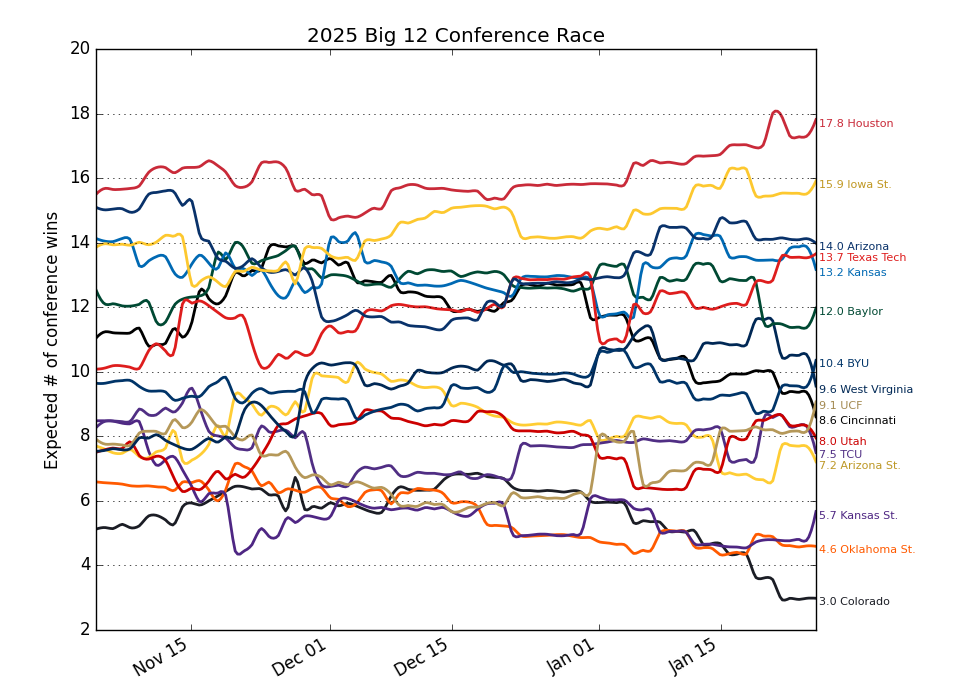 2025 Big 12 Conference Race
Expected # of conference wins
20
18
16
14
12
10
8
6
4
2
17.8 Houston
15.9 Iowa St.
14.0 Arizona
13.7 Texas Tech
13.2 Kansas
12.0 Baylor
10.4 BYU
9.6 West Virginia
9.1 UCF
8.6 Cincinnati
8.0 Utah
7.5 TCU
7.2 Arizona St.
5.7 Kansas St.
4.6 Oklahoma St.
3.0 Colorado
Nov 15
Dec 01
Dec 15
Jan 01
Jan 15